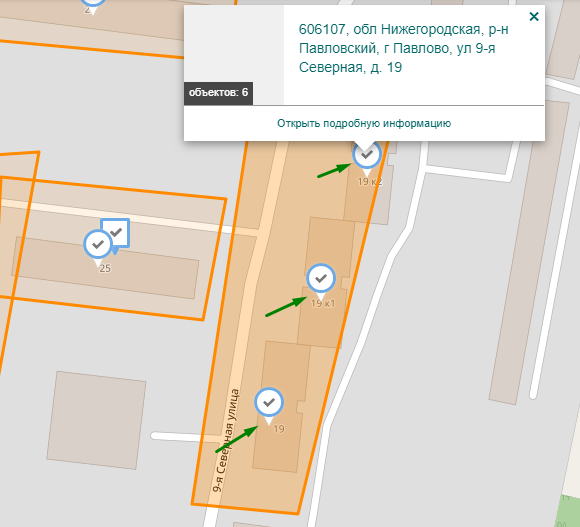 606107, обл Нижегородская, р-н
Павловский, г Павлово, ул 9-я
Северная, д. 19
объектов: 6
Открыть подробную информацию
19 к2
25
19 к1
19
9-я Северная улица